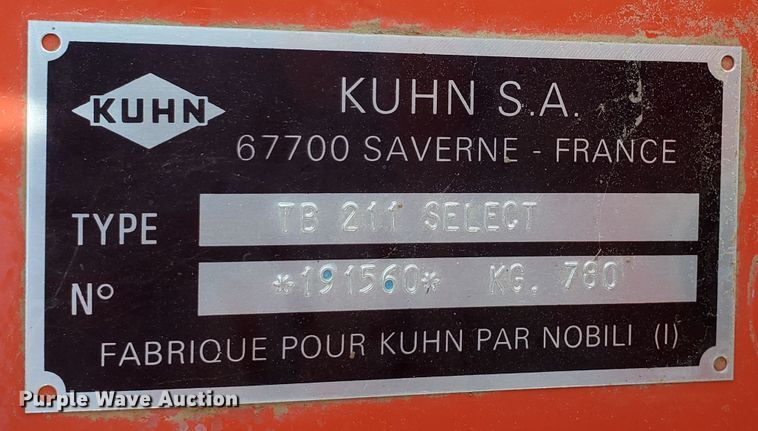 KUHN
KUHN S.A.
67700 SAVERNE - FRANCE
TYPE TB 211 SELECT
N° *191560* KG. 780
FABRIQUE POUR KUHN PAR NOBILI (I)
Purple Wave Auction